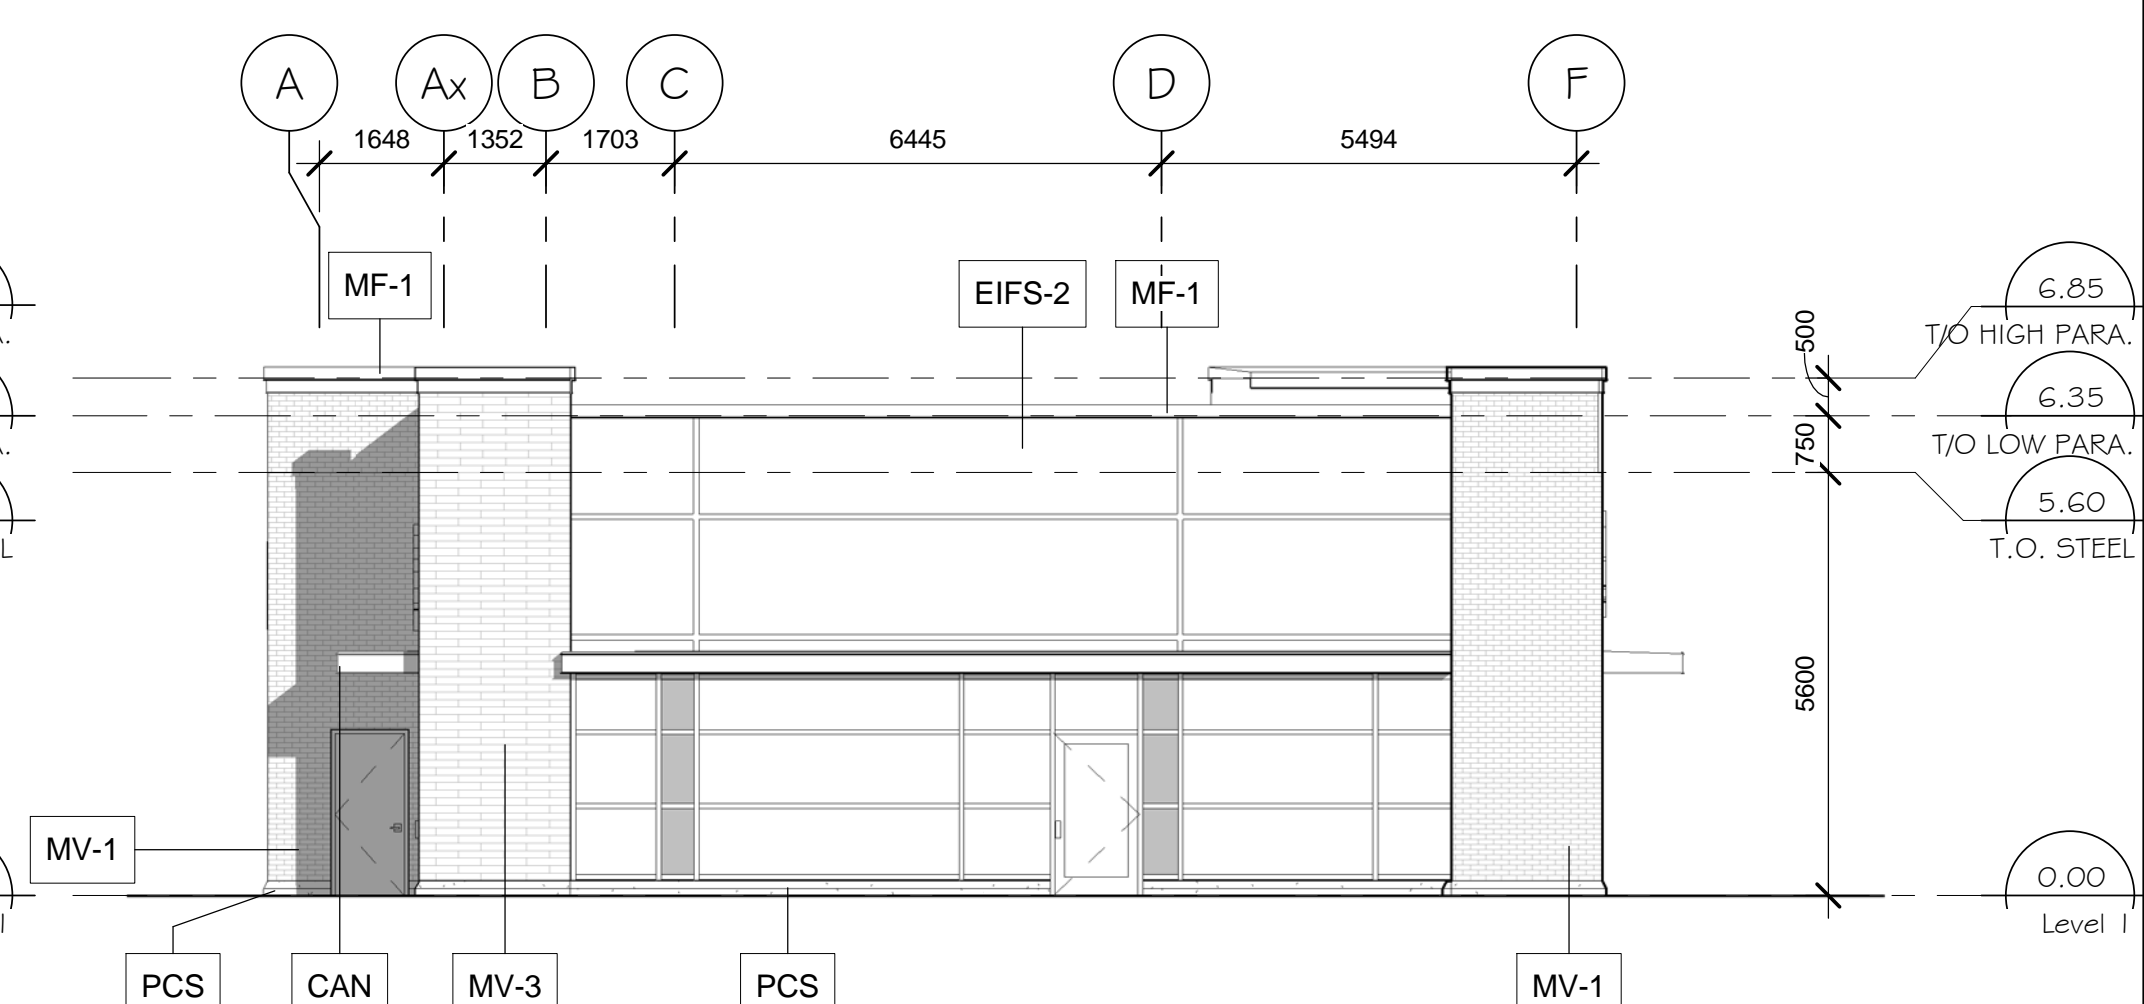 A Ax B C D F
1648 1352 1703 6445 5494
MF-1 EIFS-2 MF-1
6.85
T/O HIGH PARA.
500
6.35
T/O LOW PARA.
750
5.60
T.O. STEEL
5600
MV-1
0.00
Level 1
PCS CAN MV-3 PCS MV-1
A.
A.
L
1